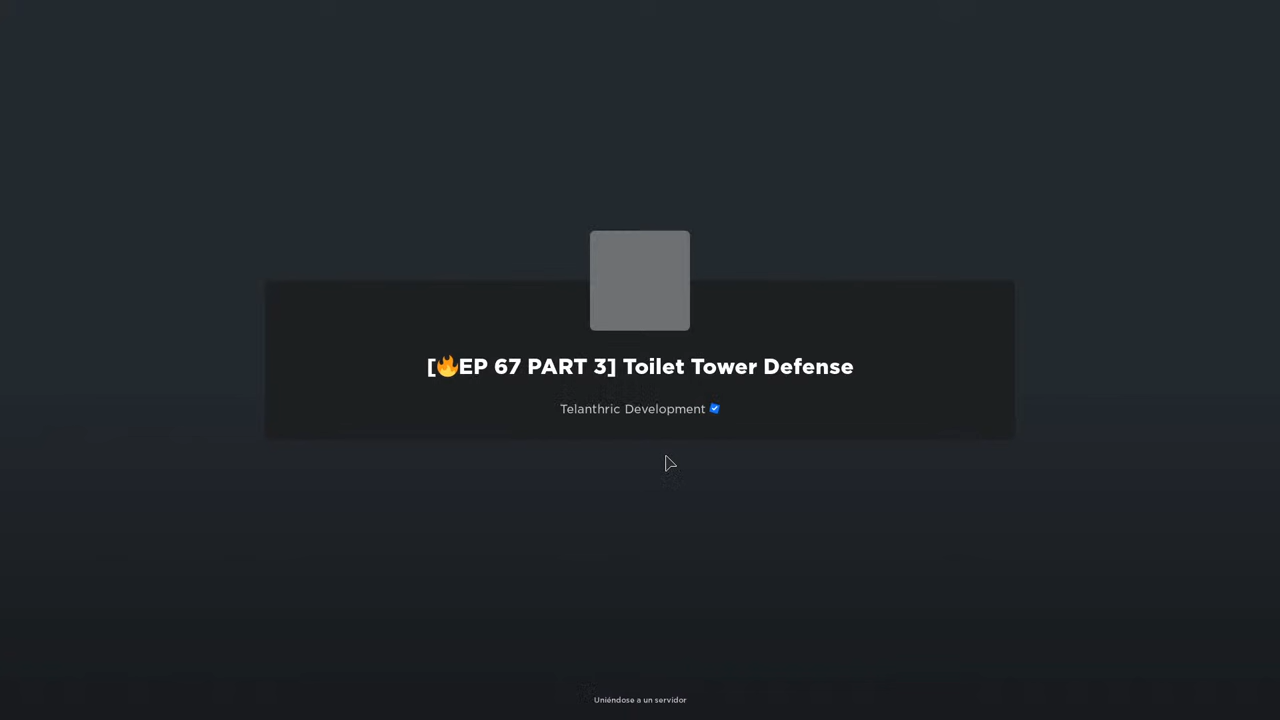 [🔥EP 67 PART 3] Toilet Tower Defense
Telanthric Development
Uniéndose a un servidor